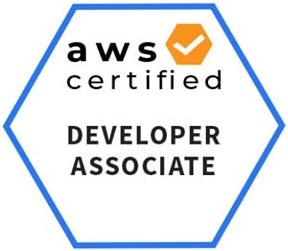 aws
certified
DEVELOPER
ASSOCIATE